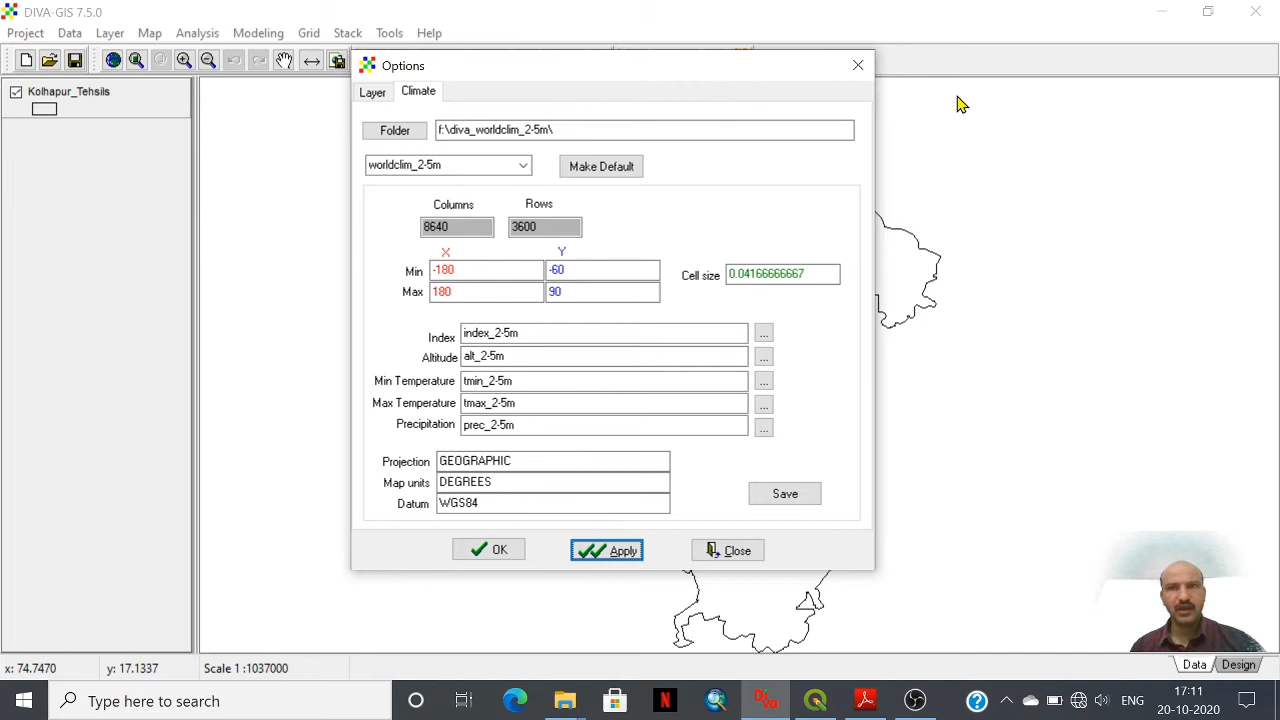 DIVA-GIS 7.5.0
Project Data Layer Map Analysis Modeling Grid Stack Tools Help
Options
Layer Climate
Kolhapur_Tehsils
Folder f:\diva_worldclim_2-5m\
worldclim_2-5m Make Default
Columns Rows
8640 3600
X Y
Min -180 -60
Cell size 0.04166666667
Max 180 90
Index index_2-5m ...
Altitude alt_2-5m ...
Min Temperature tmin_2-5m ...
Max Temperature tmax_2-5m ...
Precipitation prec_2-5m ...
Projection GEOGRAPHIC
Map units DEGREES
Datum WGS84
Save
OK Apply Close
x: 74.7470 y: 17.1337 Scale 1 :1037000
Data Design
Type here to search
Diva
ENG
17:11
20-10-2020